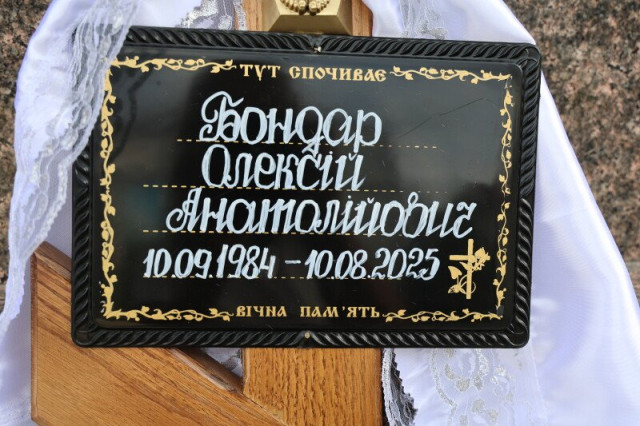 ТУТ СПОЧИВАЄ
Бондар
Олексій
Анатолійович
10.09.1984 – 10.08.2025
ВІЧНА ПАМ'ЯТЬ